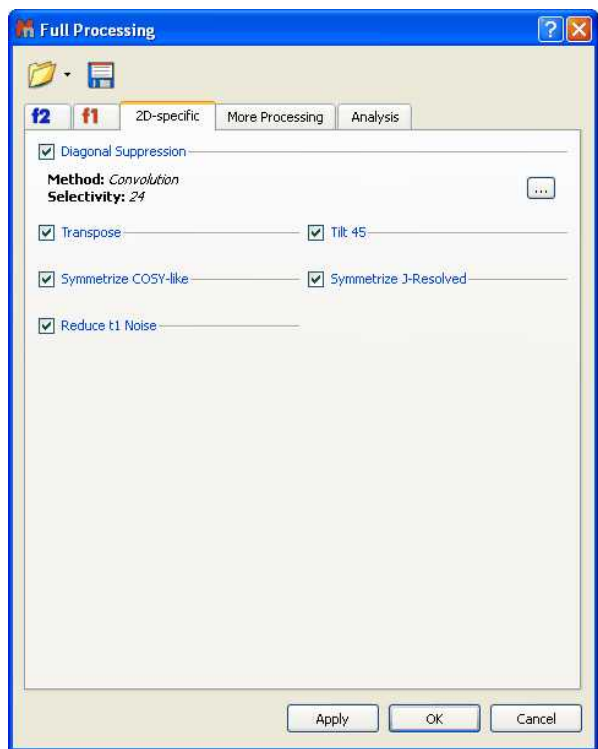 Full Processing
f2 f1 2D-specific More Processing Analysis
Diagonal Suppression
Method: Convolution
Selectivity: 24
...
Transpose Tilt 45
Symmetrize COSY-like Symmetrize J-Resolved
Reduce t1 Noise
Apply OK Cancel